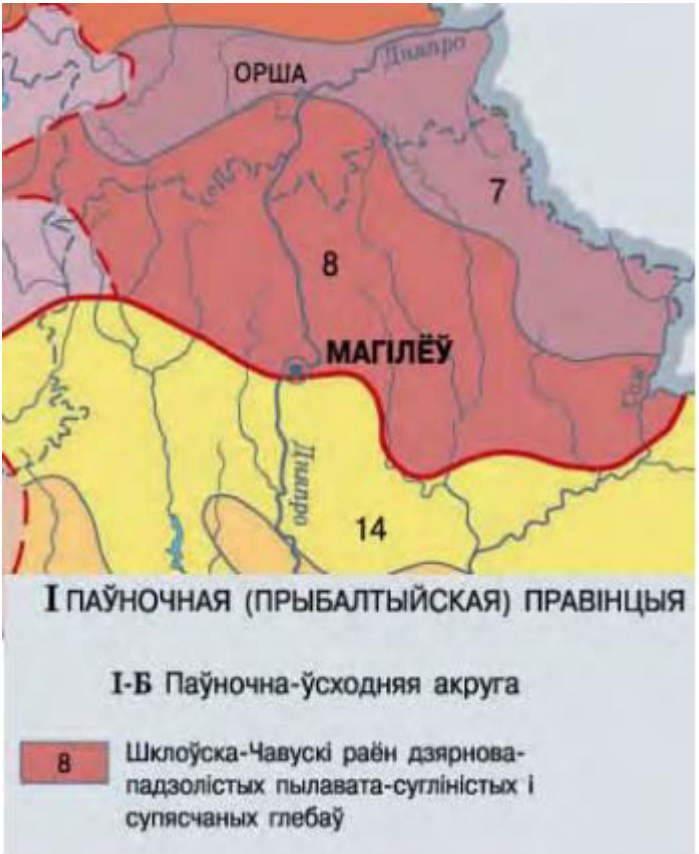 Дняпро
ОРША
7
8
МАГІЛЁЎ
Дняпро
14
I ПАЎНОЧНАЯ (ПРЫБАЛТЫЙСКАЯ) ПРАВІНЦЫЯ
I-Б Паўночна-ўсходняя акруга
8
Шклоўска-Чавускі раён дзярнова-
падзолістых пылавата-сугліністых і
супясчаных глебаў